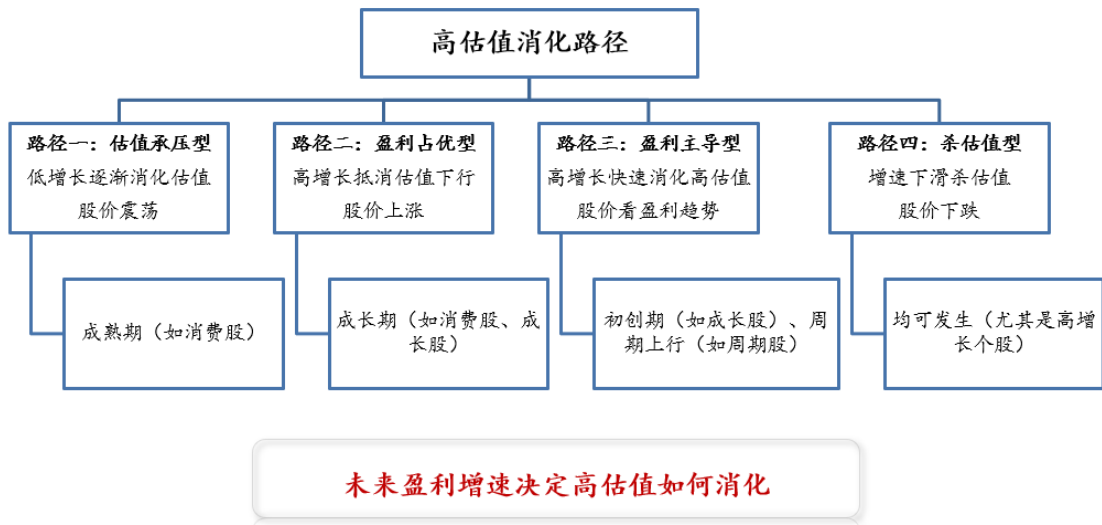 高估值消化路径
路径一：估值承压型
低增长逐渐消化估值
股价震荡
路径二：盈利占优型
高增长抵消估值下行
股价上涨
路径三：盈利主导型
高增长快速消化高估值
股价看盈利趋势
路径四：杀估值型
增速下滑杀估值
股价下跌
成熟期（如消费股）
成长期（如消费股、成
长股）
初创期（如成长股）、周
期上行（如周期股）
均可发生（尤其是高增
长个股）
未来盈利增速决定高估值如何消化